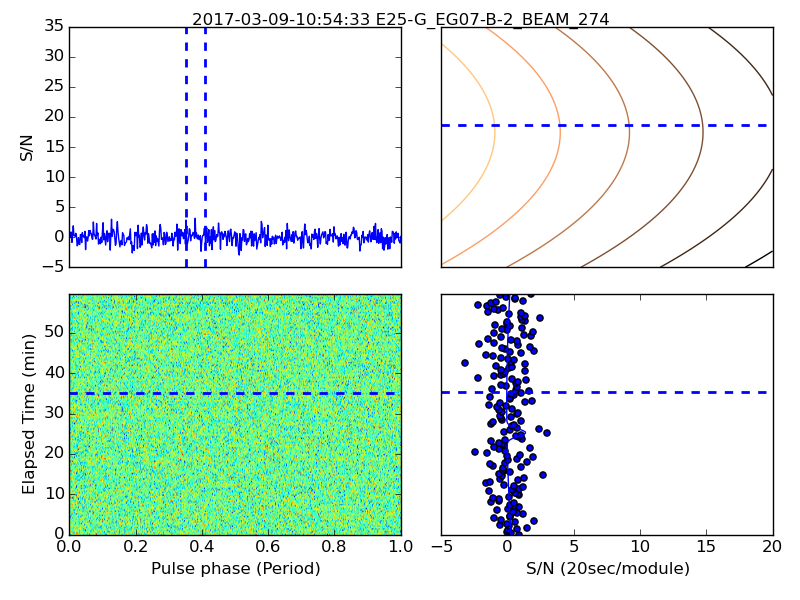 2017-03-09-10:54:33 E25-G_EG07-B-2_BEAM_274
35
30
25
20
15
10
5
0
−5
S/N
50
40
30
20
10
0
Elapsed Time (min)
0.0 0.2 0.4 0.6 0.8 1.0
Pulse phase (Period)
−5 0 5 10 15 20
S/N (20sec/module)